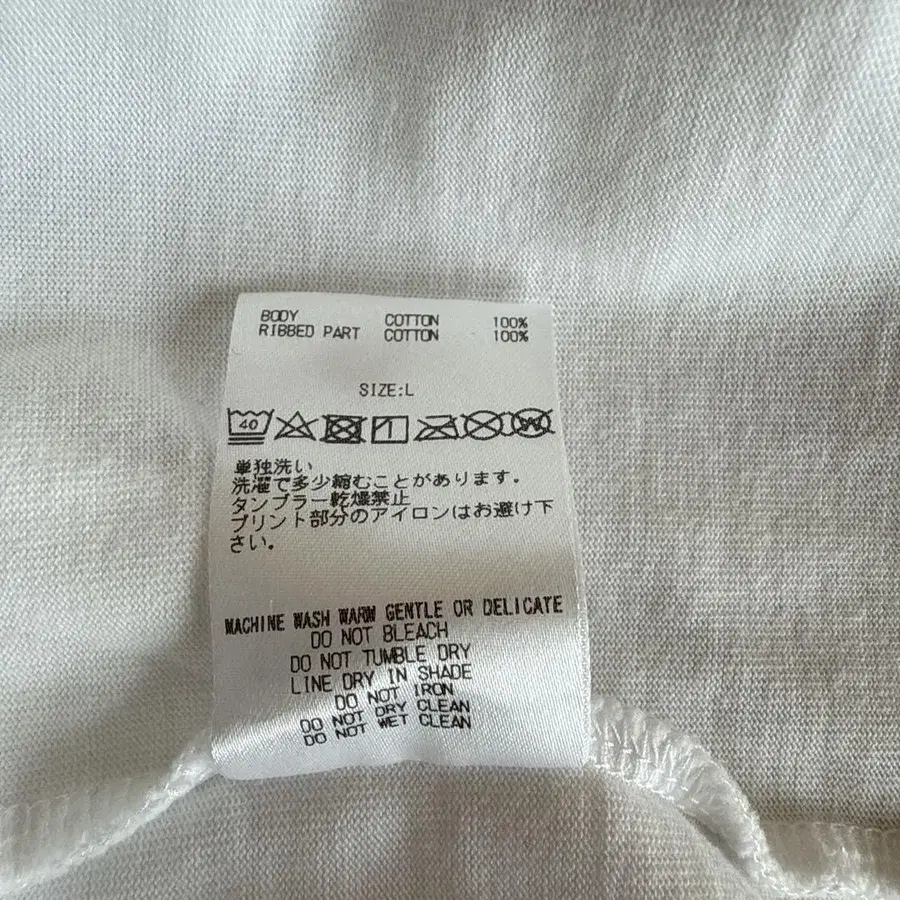 BODY COTTON 100%
RIBBED PART COTTON 100%
SIZE:L
40
単独洗い
洗濯で多少縮むことがあります。
タンブラー乾燥禁止
プリント部分のアイロンはお避け下
さい。
MACHINE WASH WARM GENTLE OR DELICATE
DO NOT BLEACH
DO NOT TUMBLE DRY
LINE DRY IN SHADE
DO NOT IRON
DO NOT DRY CLEAN
DO NOT WET CLEAN